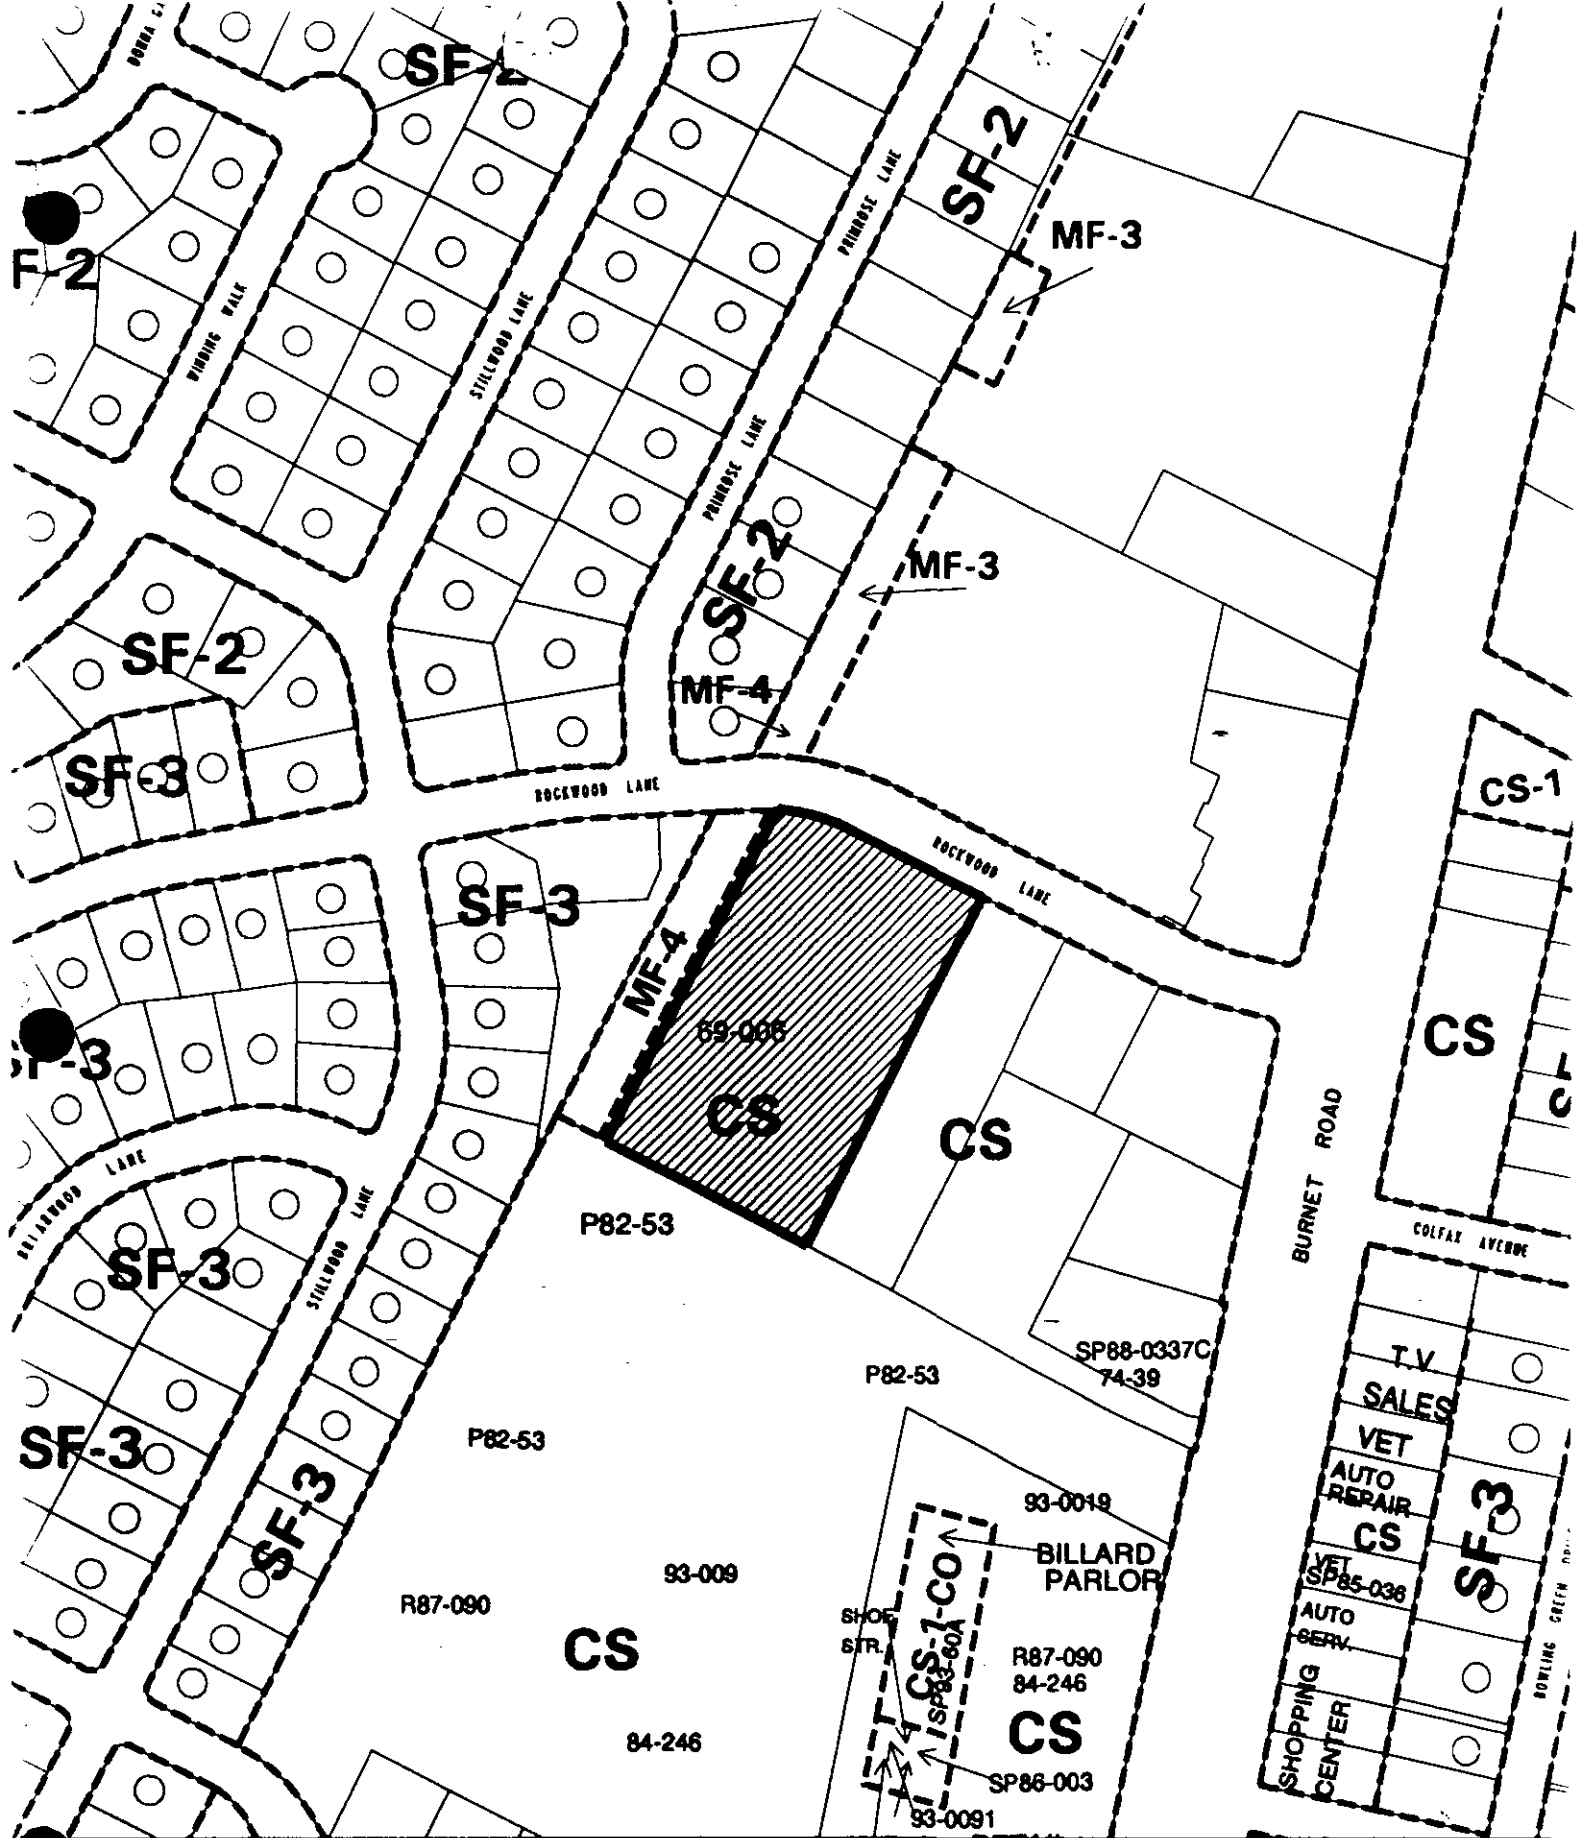 SF-2
SF-2
MF-3
PRIMROSE LANE
F-2
WINDING WALK
STILLWOOD LANE
PRIMROSE LANE
SF-2
MF-3
SF-2
MF-4
SF-3
ROCKWOOD LANE
CS-1
ROCKWOOD LANE
SF-3
MF-4
69-006
CS
CS
CS
SF-3
BURNET ROAD
BRIARWOOD LANE
STILLWOOD LANE
P82-53
COLFAX AVENUE
SF-3
SP88-0337C
74-39
P82-53
T.V
SALES
P82-53
VET
SF-3
AUTO
REPAIR
93-0019
SF-3
CS
SF-3
BILLARD
PARLOR
93-009
VET
SP85-036
R87-090
SHOE
STR.
CS-1-CO
SP93-60A
AUTO
SERV.
CS
R87-090
84-246
CS
SHOPPING
CENTER
84-246
SP86-003
93-0091
BOWLING GREEN